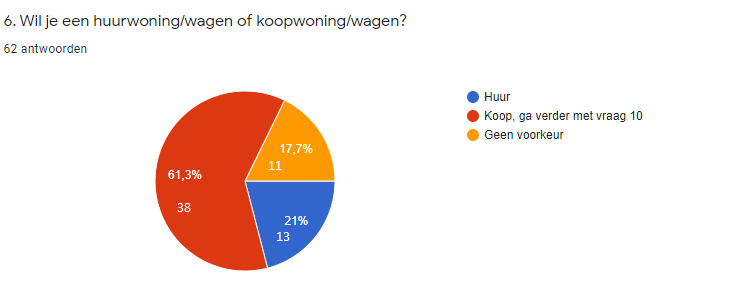 6. Wil je een huurwoning/wagen of koopwoning/wagen?
62 antwoorden
Huur
Koop, ga verder met vraag 10
Geen voorkeur
17,7%
11
61,3%
38
21%
13